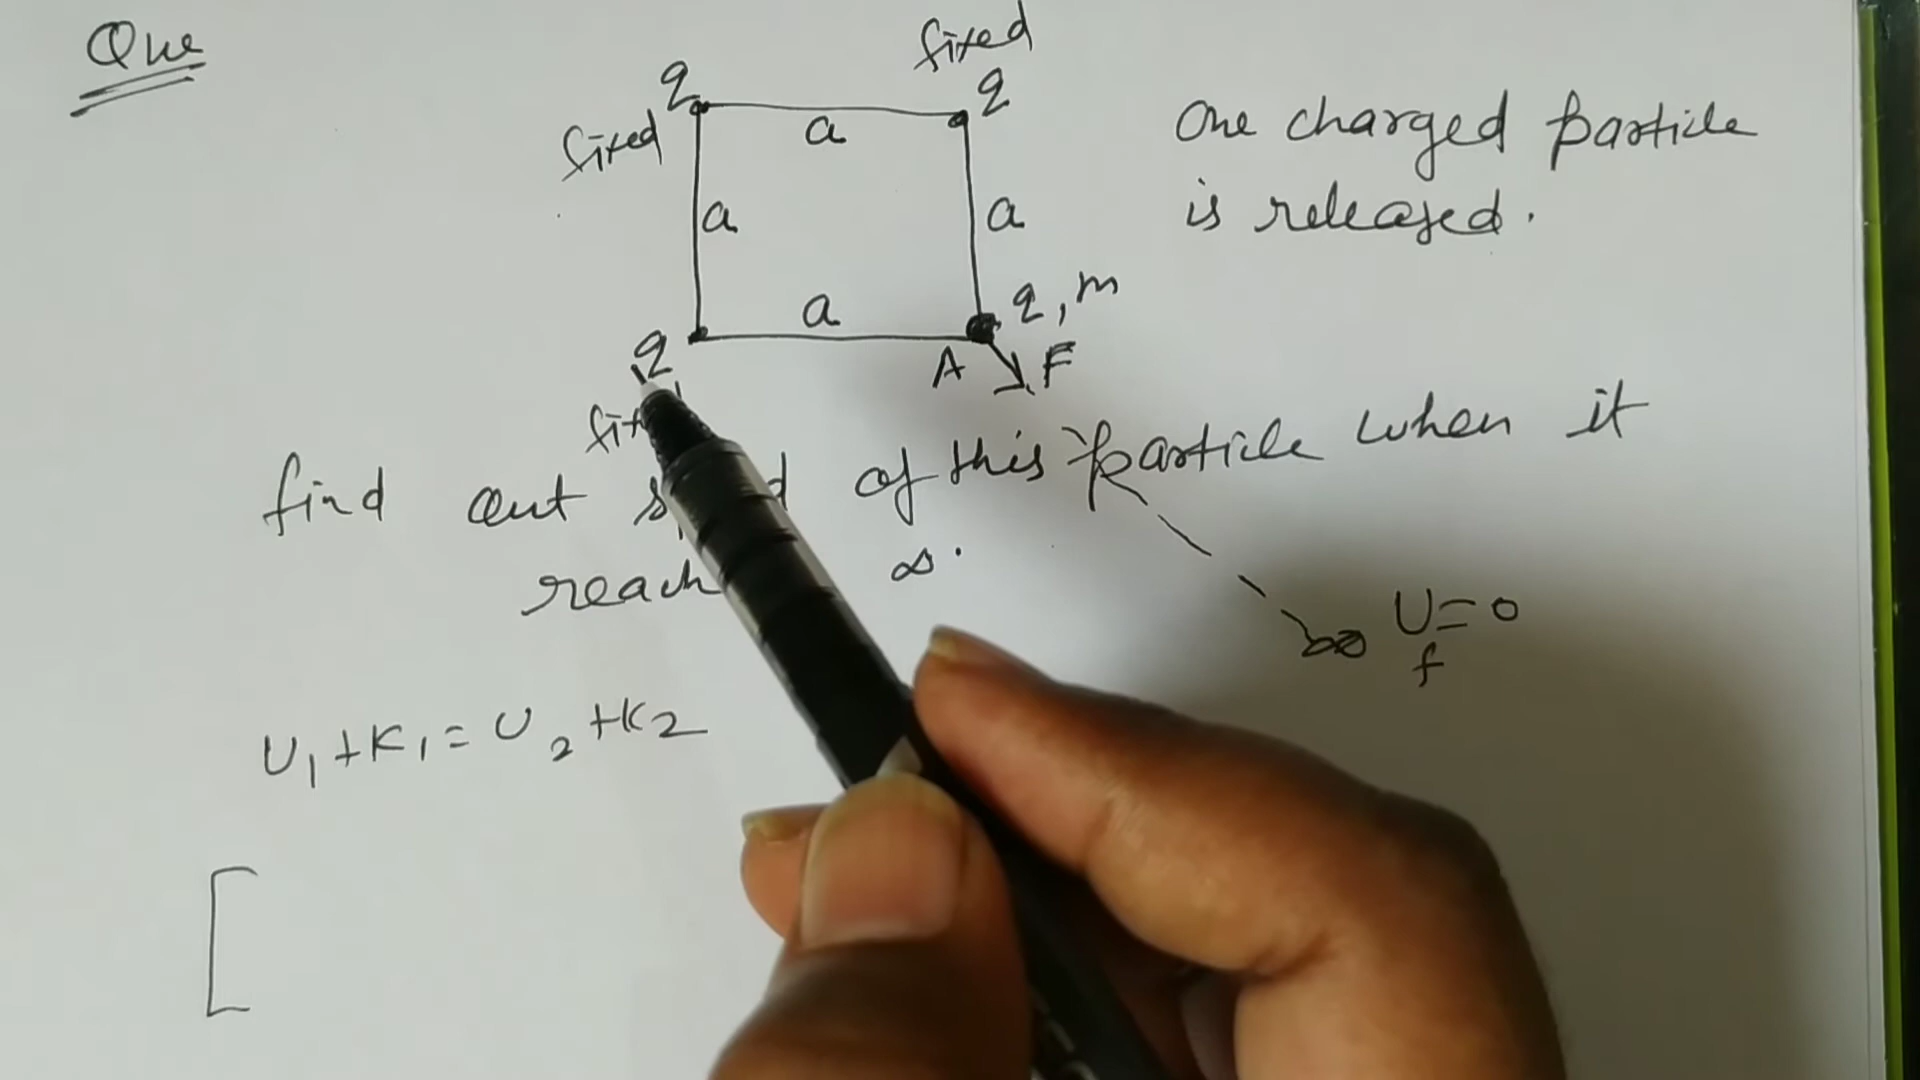 Que
fixed
q
q
fixed
a
One charged particle
is released.
a
a
a
q, m
q
A
F
find out of this particle when it
reach ∞.
∞ U=0
f
U1+K1=U2+K2